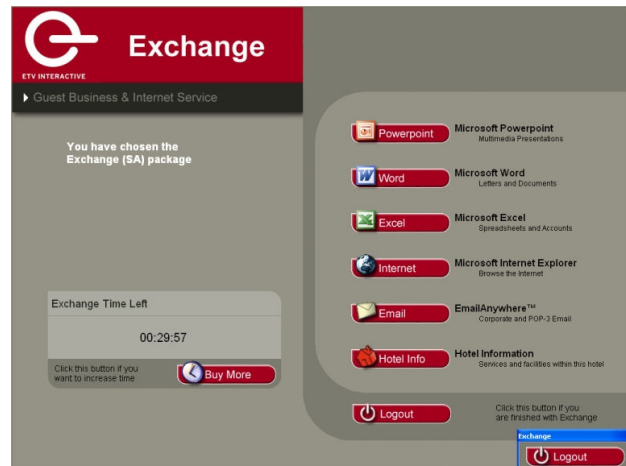 Exchange
ETV INTERACTIVE
Guest Business & Internet Service
You have chosen the
Exchange (SA) package
Powerpoint
Microsoft Powerpoint
Multimedia Presentations
Word
Microsoft Word
Letters and Documents
Excel
Microsoft Excel
Spreadsheets and Accounts
Internet
Microsoft Internet Explorer
Browse the Internet
Email
EmailAnywhere™
Corporate and POP-3 Email
Hotel Info
Hotel Information
Services and facilities within this hotel
Exchange Time Left
00:29:57
Click this button if you
want to increase time
Buy More
Logout
Click this button if you
are finished with Exchange
Exchange
Logout